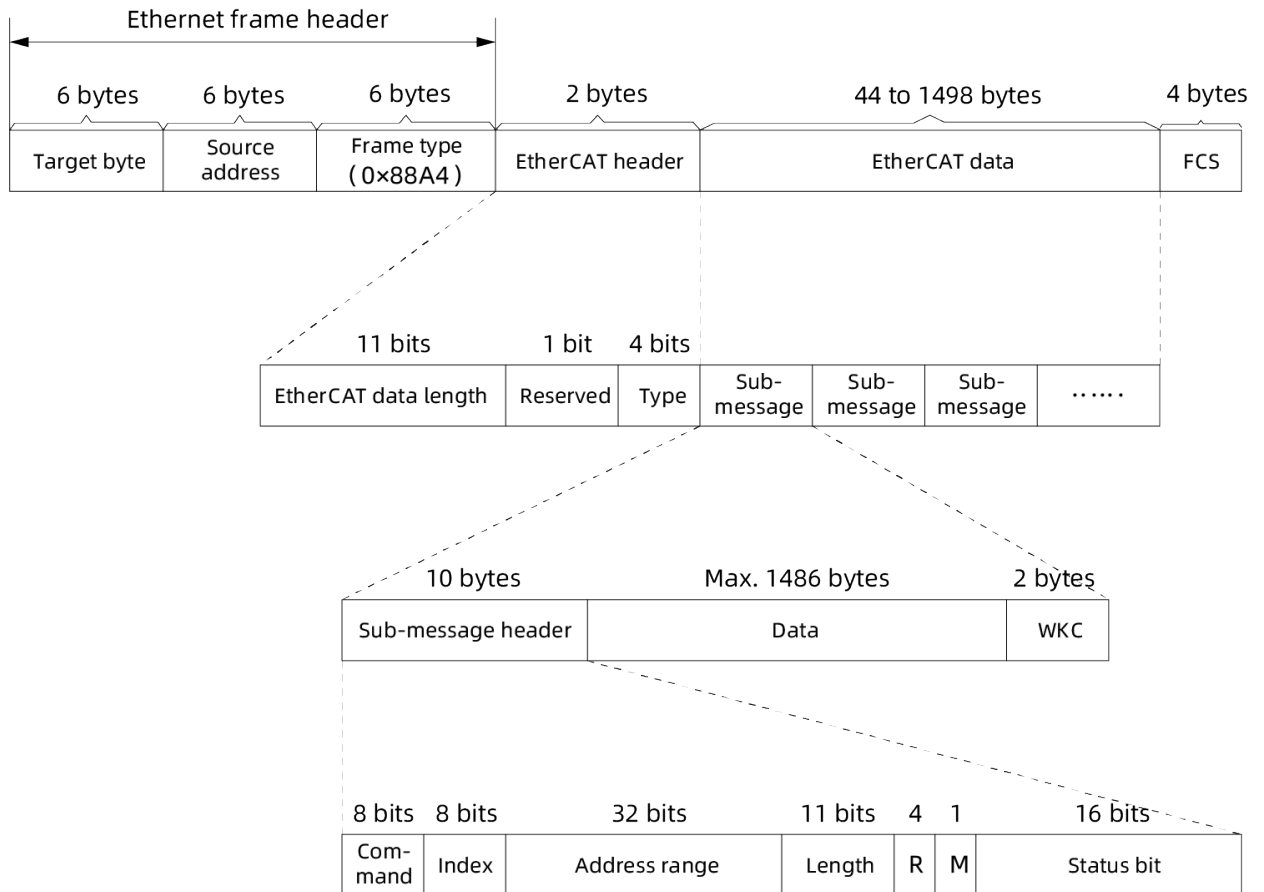 Ethernet frame header
6 bytes 6 bytes 6 bytes 2 bytes 44 to 1498 bytes 4 bytes
Target byte
Source
address
Frame type
(0×88A4)
EtherCAT header
EtherCAT data
FCS
11 bits 1 bit 4 bits
EtherCAT data length
Reserved
Type
Sub-
message
Sub-
message
Sub-
message
......
10 bytes Max. 1486 bytes 2 bytes
Sub-message header
Data
WKC
8 bits 8 bits 32 bits 11 bits 4 1 16 bits
Com-
mand
Index
Address range
Length
R
M
Status bit